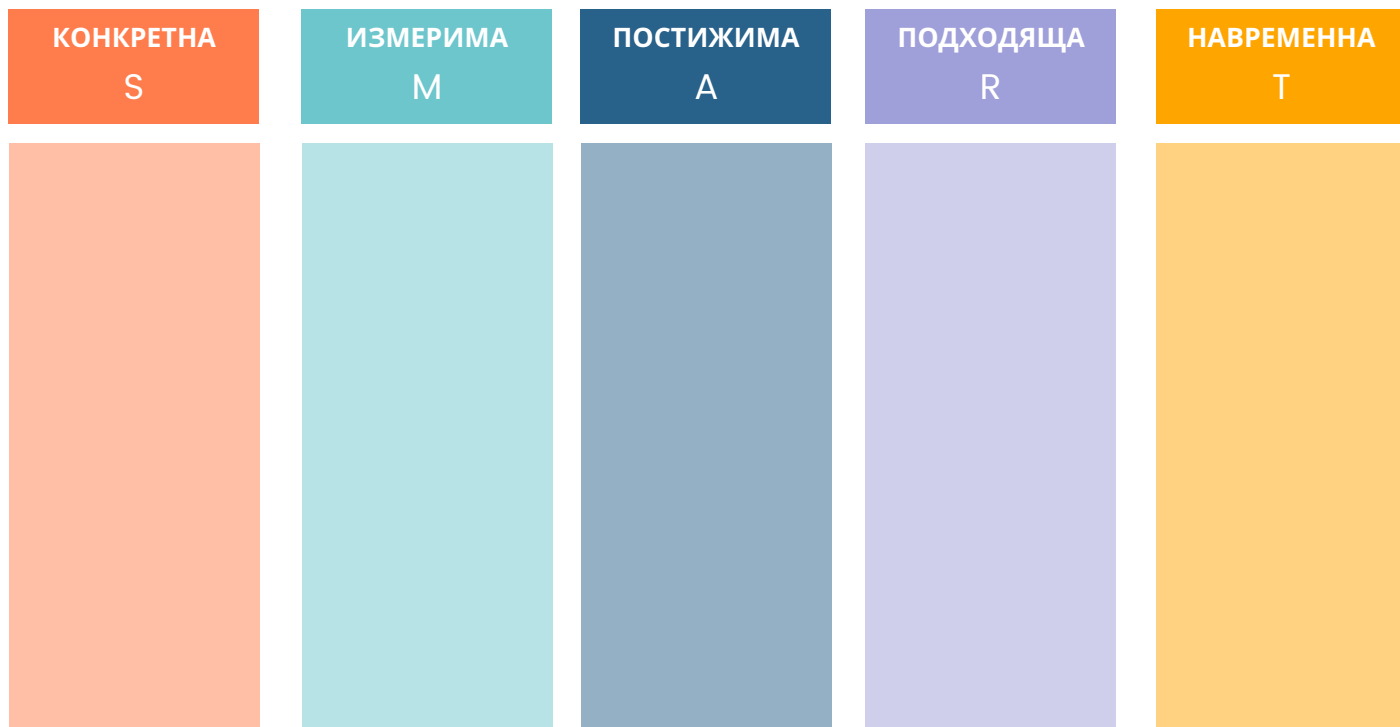 КОНКРЕТНА
S
ИЗМЕРИМА
M
ПОСТИЖИМА
A
ПОДХОДЯЩА
R
НАВРЕМЕННА
T